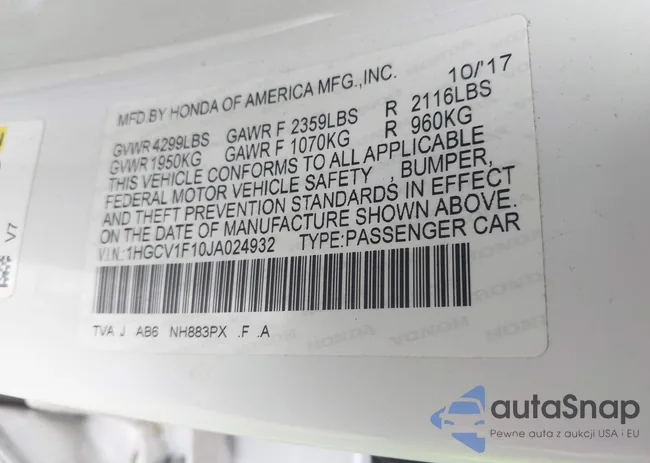 MFD.BY HONDA OF AMERICA MFG.,INC. 10/'17
GVWR 4299LBS GAWR F 2359LBS R 2116LBS
GVWR 1950KG GAWR F 1070KG R 960KG
THIS VEHICLE CONFORMS TO ALL APPLICABLE
FEDERAL MOTOR VEHICLE SAFETY , BUMPER,
AND THEFT PREVENTION STANDARDS IN EFFECT
ON THE DATE OF MANUFACTURE SHOWN ABOVE.
V.I.N.:1HGCV1F10JA024932 TYPE:PASSENGER CAR
TVA J AB6 NH883PX .F .A
V7
autaSnap
Pewne auta z aukcji USA i EU